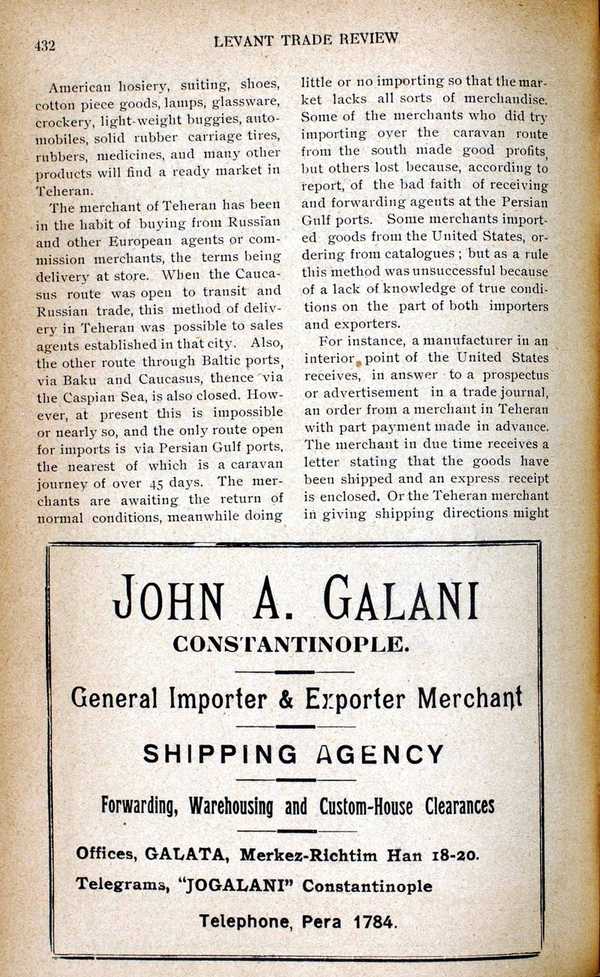 432
LEVANT TRADE REVIEW
American hosiery, suiting, shoes,
cotton piece goods, lamps, glassware,
crockery, light-weight buggies, auto-
mobiles, solid rubber carriage tires,
rubbers, medicines, and many other
products will find a ready market in
Teheran.
The merchant of Teheran has been
in the habit of buying from Russian
and other European agents or com-
mission merchants, the terms being
delivery at store. When the Cauca-
sus route was open to transit and
Russian trade, this method of deliv-
ery in Teheran was possible to sales
agents established in that city. Also,
the other route through Baltic ports,
via Baku and Caucasus, thence via
the Caspian Sea, is also closed. How-
ever, at present this is impossible
or nearly so, and the only route open
for imports is via Persian Gulf ports,
the nearest of which is a caravan
journey of over 45 days. The mer-
chants are awaiting the return of
normal conditions, meanwhile doing
little or no importing so that the mar-
ket lacks all sorts of merchandise.
Some of the merchants who did try
importing over the caravan route
from the south made good profits,
but others lost because, according to
report, of the bad faith of receiving
and forwarding agents at the Persian
Gulf ports. Some merchants import-
ed goods from the United States, or-
dering from catalogues ; but as a rule
this method was unsuccessful because
of a lack of knowledge of true condi-
tions on the part of both importers
and exporters.
For instance, a manufacturer in an
interior point of the United States
receives, in answer to a prospectus
or advertisement in a trade journal,
an order from a merchant in Teheran
with part payment made in advance.
The merchant in due time receives a
letter stating that the goods have
been shipped and an express receipt
is enclosed. Or the Teheran merchant
in giving shipping directions might
JOHN A. GALANI
CONSTANTINOPLE.
General Importer & Exporter Merchant
SHIPPING AGENCY
Forwarding, Warehousing and Custom-House Clearances
Offices, GALATA, Merkez-Richtim Han 18-20.
Telegrams, "JOGALANI" Constantinople
Telephone, Pera 1784.